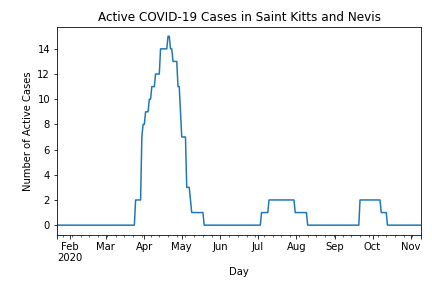 Active COVID-19 Cases in Saint Kitts and Nevis
Number of Active Cases
14
12
10
8
6
4
2
0
Feb Mar Apr May Jun Jul Aug Sep Oct Nov
2020
Day